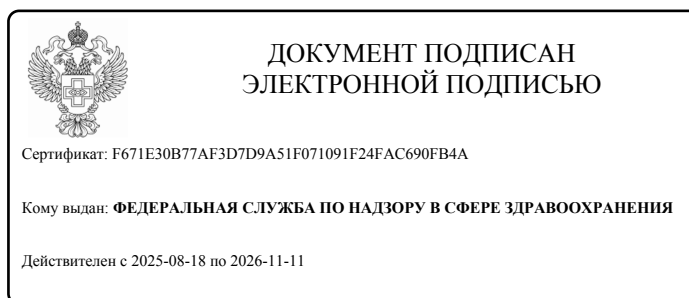 ДОКУМЕНТ ПОДПИСАН
ЭЛЕКТРОННОЙ ПОДПИСЬЮ
Сертификат: F671E30B77AF3D7D9A51F071091F24FAC690FB4A
Кому выдан: ФЕДЕРАЛЬНАЯ СЛУЖБА ПО НАДЗОРУ В СФЕРЕ ЗДРАВООХРАНЕНИЯ
Действителен с 2025-08-18 по 2026-11-11